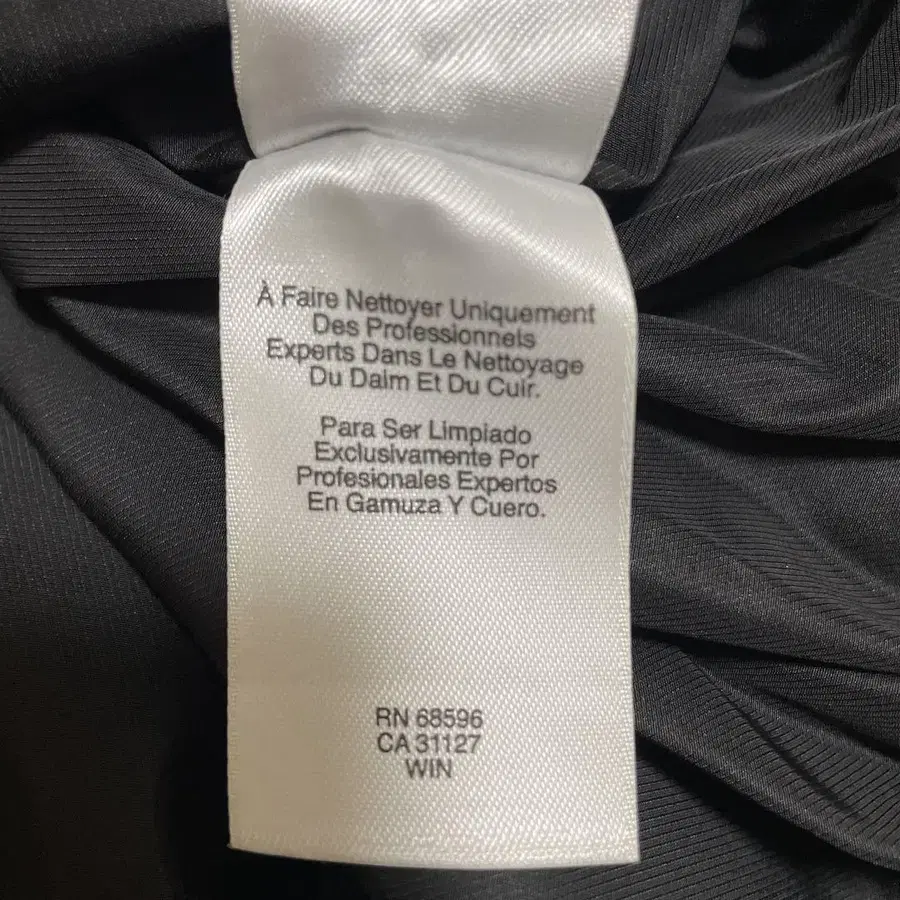 À Faire Nettoyer Uniquement
Des Professionnels
Experts Dans Le Nettoyage
Du Daim Et Du Cuir.
Para Ser Limpiado
Exclusivamente Por
Profesionales Expertos
En Gamuza Y Cuero.
RN 68596
CA 31127
WIN